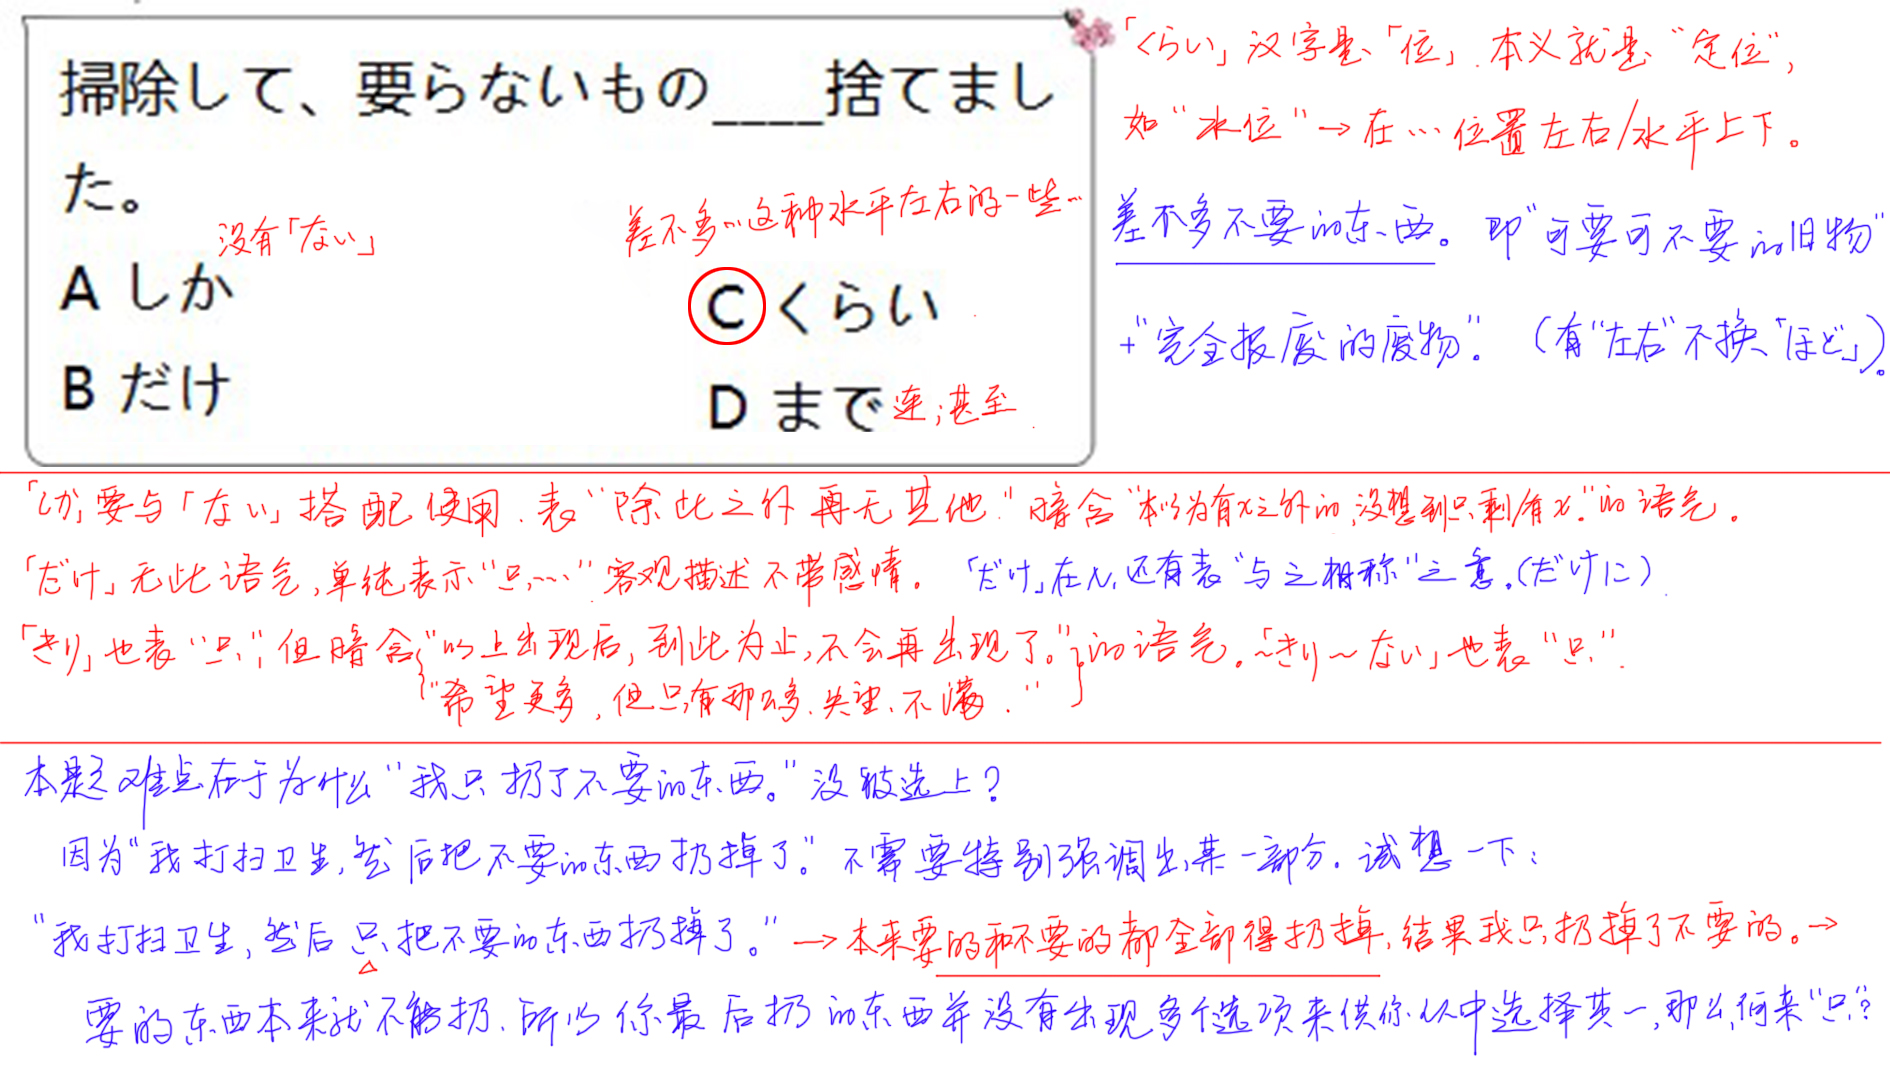 掃除して、要らないもの____捨てまし
た。
没有「ない」
A しか
B だけ
差不多…这种水平左右的一些…
C くらい
D まで
连；甚至
「くらい」汉字是「位」.本义就是“定位”，
如“水位”→在…位置左右/水平上下。
差不多不要的东西。即“可要可不要的旧物”
+“完全报废的废物”. (有“左右”不换「ほど」)。
「しか」要与「ない」搭配使用.表“除此之外再无其他.”暗含“本以为有x之外的,没想到只剩/有x.”的语气。
「だけ」无此语气,单纯表示“只……”客观描述不带感情。「だけ」在N,还有表“与之相称”之意。(だけに)
「きり」也表“只”,但暗含{“以上出现后,到此为止,不会再出现了。”}的语气。「～きり～ない」也表“只”.
“希望更多,但只有那么多.失望.不满.”
本题难点在于为什么“我只扔了不要的东西。”没被选上?
因为“我打扫卫生,然后把不要的东西扔掉了。”不需要特别强调出某一部分.试想一下:
“我打扫卫生,然后只把不要的东西扔掉了。”→本来要的和不要的都全部得扔掉,结果我只扔掉了不要的。→
要的东西本来就不能扔.所以你最后扔的东西并没有出现多个选项来供你从中选择其一,那么,何来“只”?